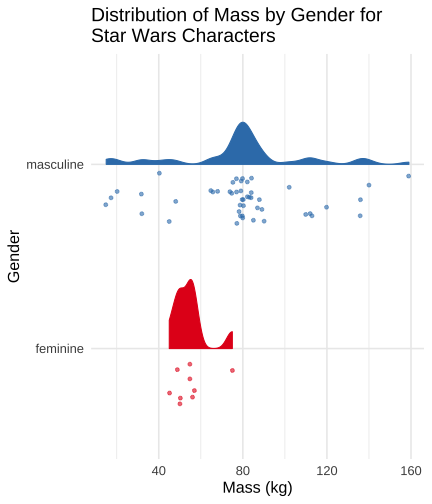 Distribution of Mass by Gender for
Star Wars Characters
masculine
Gender
feminine
40
80
120
160
Mass (kg)